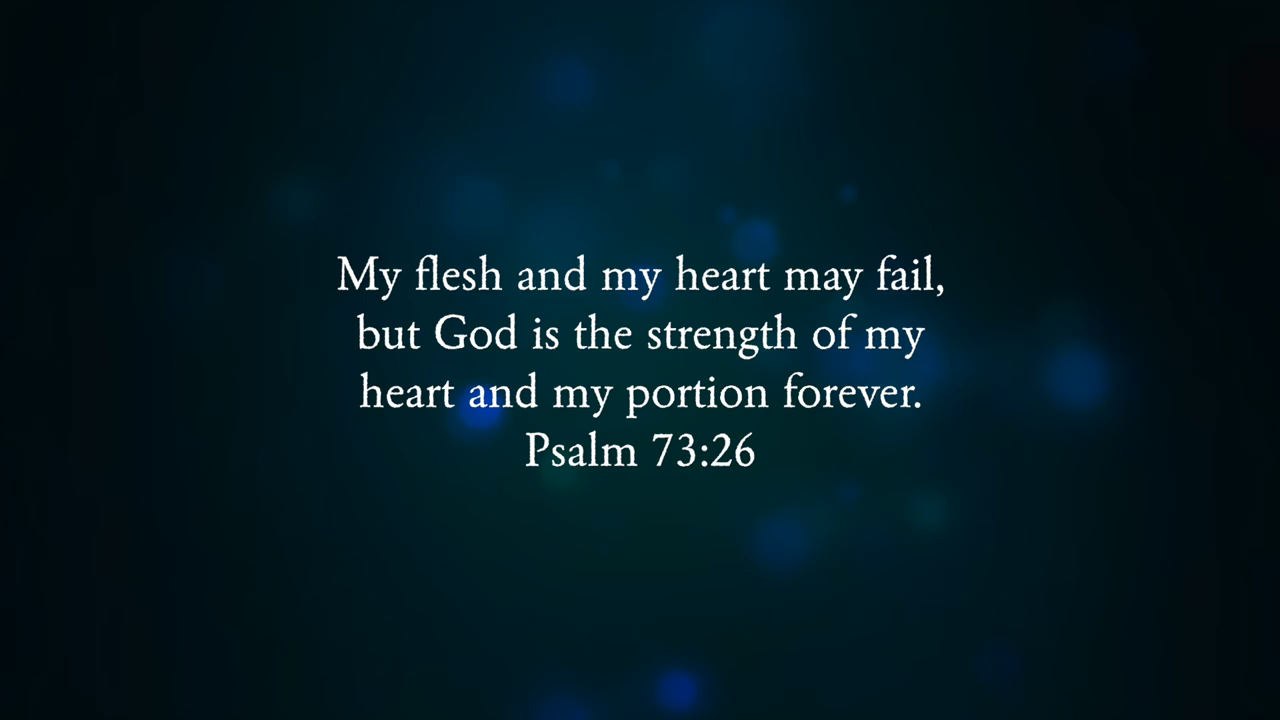 My flesh and my heart may fail,
but God is the strength of my
heart and my portion forever.
Psalm 73:26